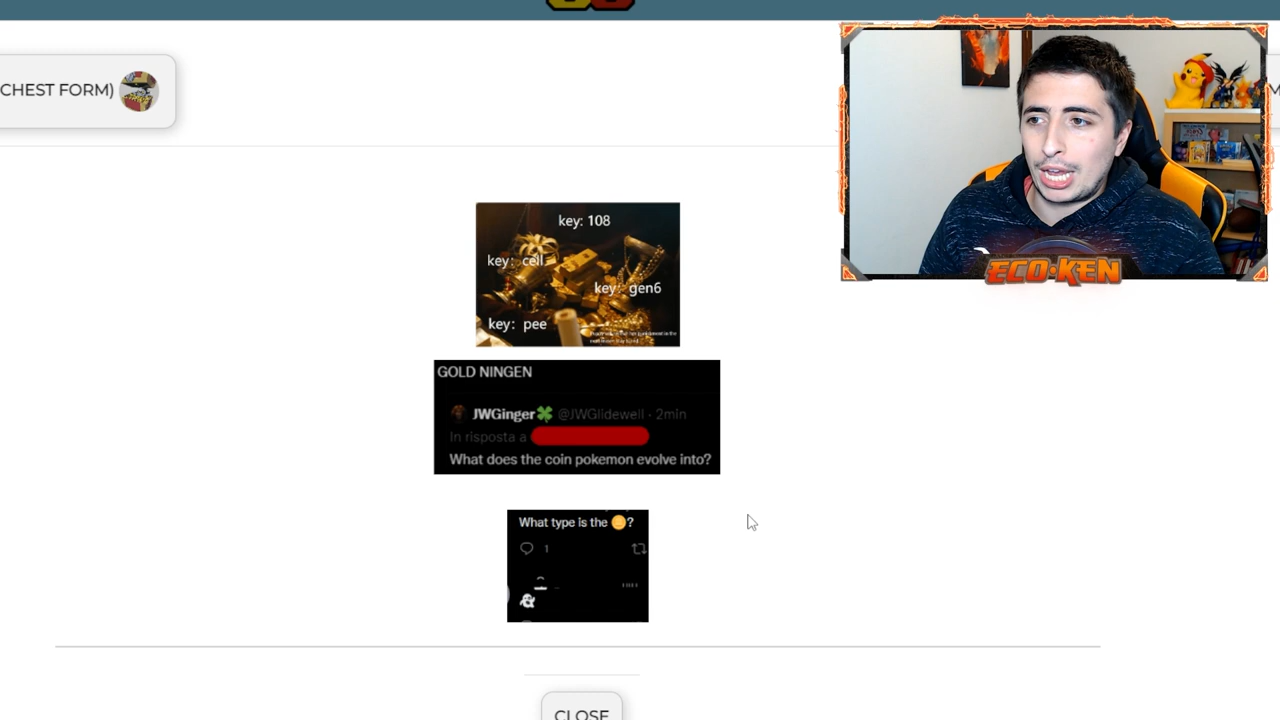 CHEST FORM)
M
key: 108
key: cell
key: gen6
key: pee
GOLD NINGEN
JWGinger🍀 @JWGlidewell · 2min
In risposta a
What does the coin pokemon evolve into?
What type is the 🪙?
1
👻
CLOSE
ECO·KEN